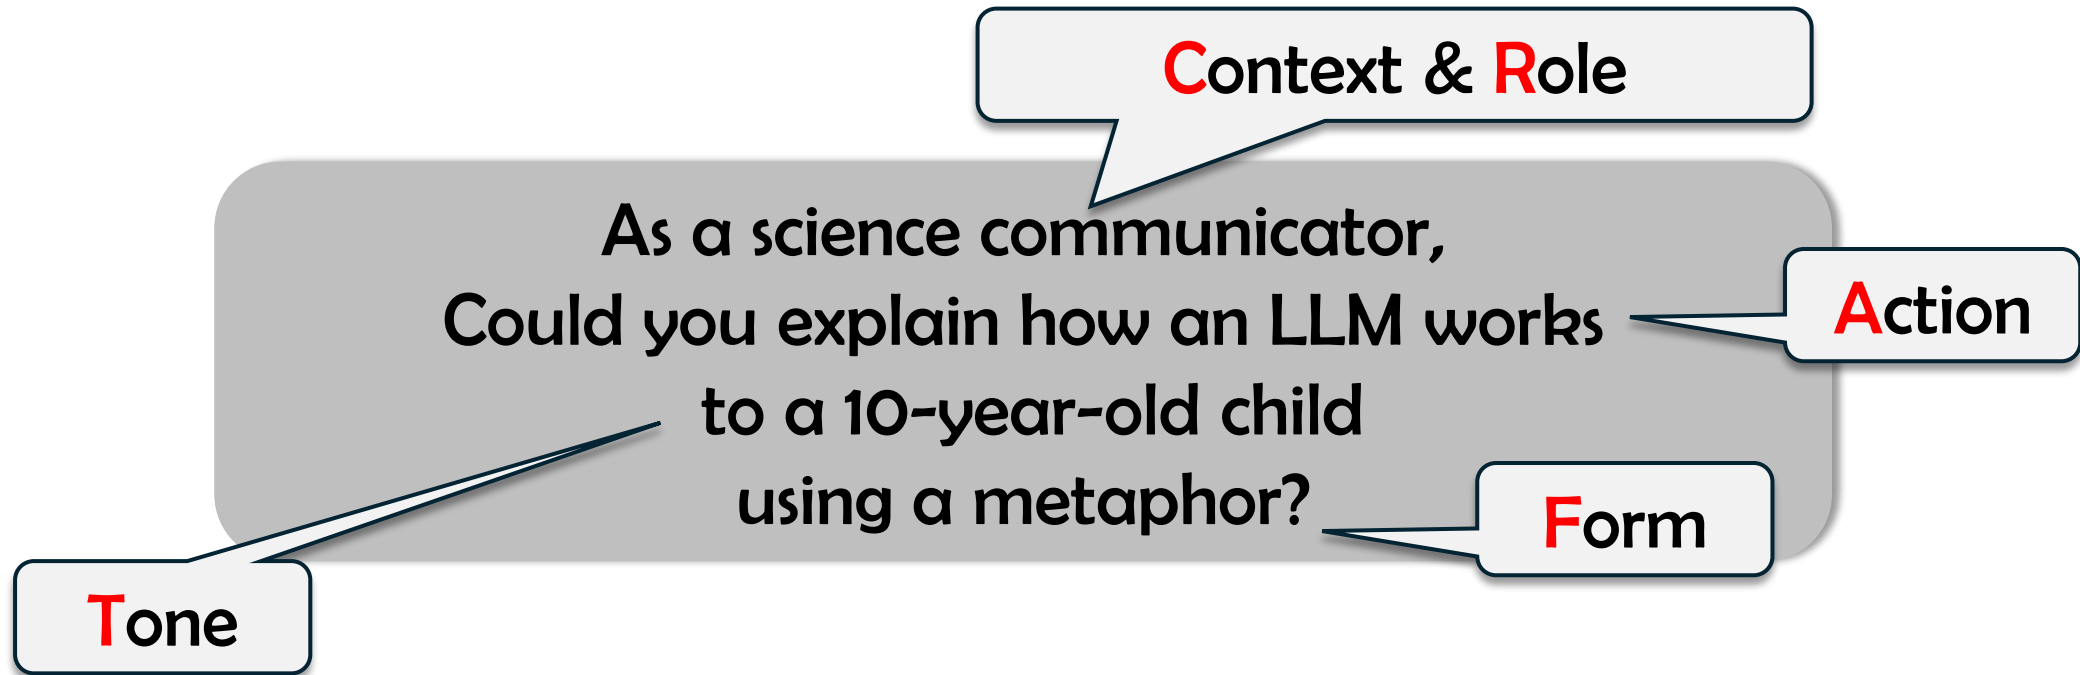 Context & Role
As a science communicator,
Could you explain how an LLM works
Action
to a 10-year-old child
using a metaphor?
Form
Tone